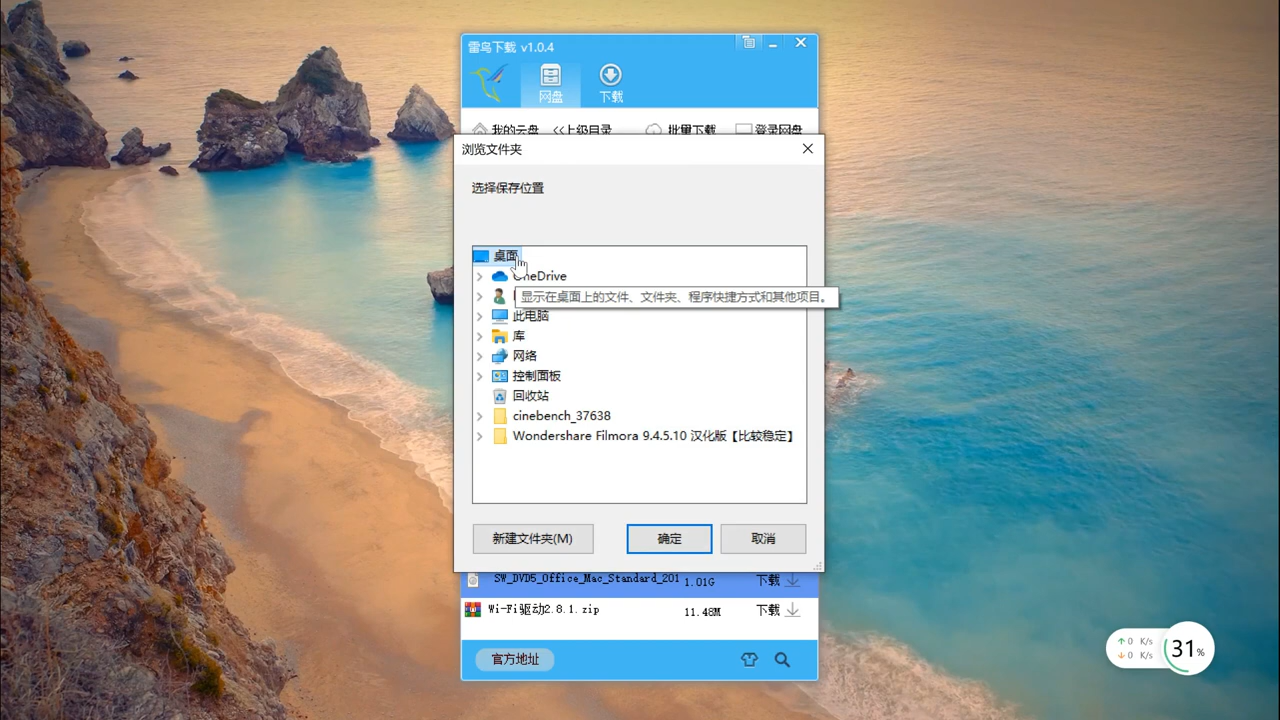 雷鸟下载 v1.0.4
网盘
下载
我的云盘 <<上级目录 批量下载 登录网盘
浏览文件夹
选择保存位置
桌面
OneDrive
显示在桌面上的文件、文件夹、程序快捷方式和其他项目。
此电脑
库
网络
控制面板
回收站
cinebench_37638
Wondershare Filmora 9.4.5.10 汉化版【比较稳定】
新建文件夹(M) 确定 取消
SW_DVD5_Office_Mac_Standard_201 1.01G 下载
Wi-Fi驱动2.8.1.zip 11.48M 下载
官方地址
0 K/s
0 K/s
31%